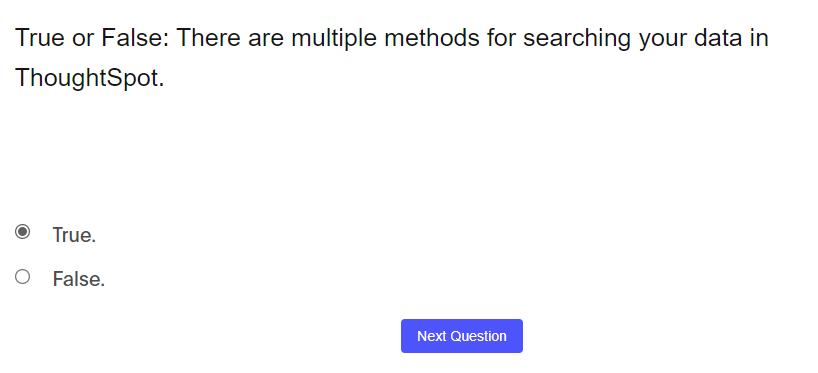 True or False: There are multiple methods for searching your data in
ThoughtSpot.
True.
False.
Next Question